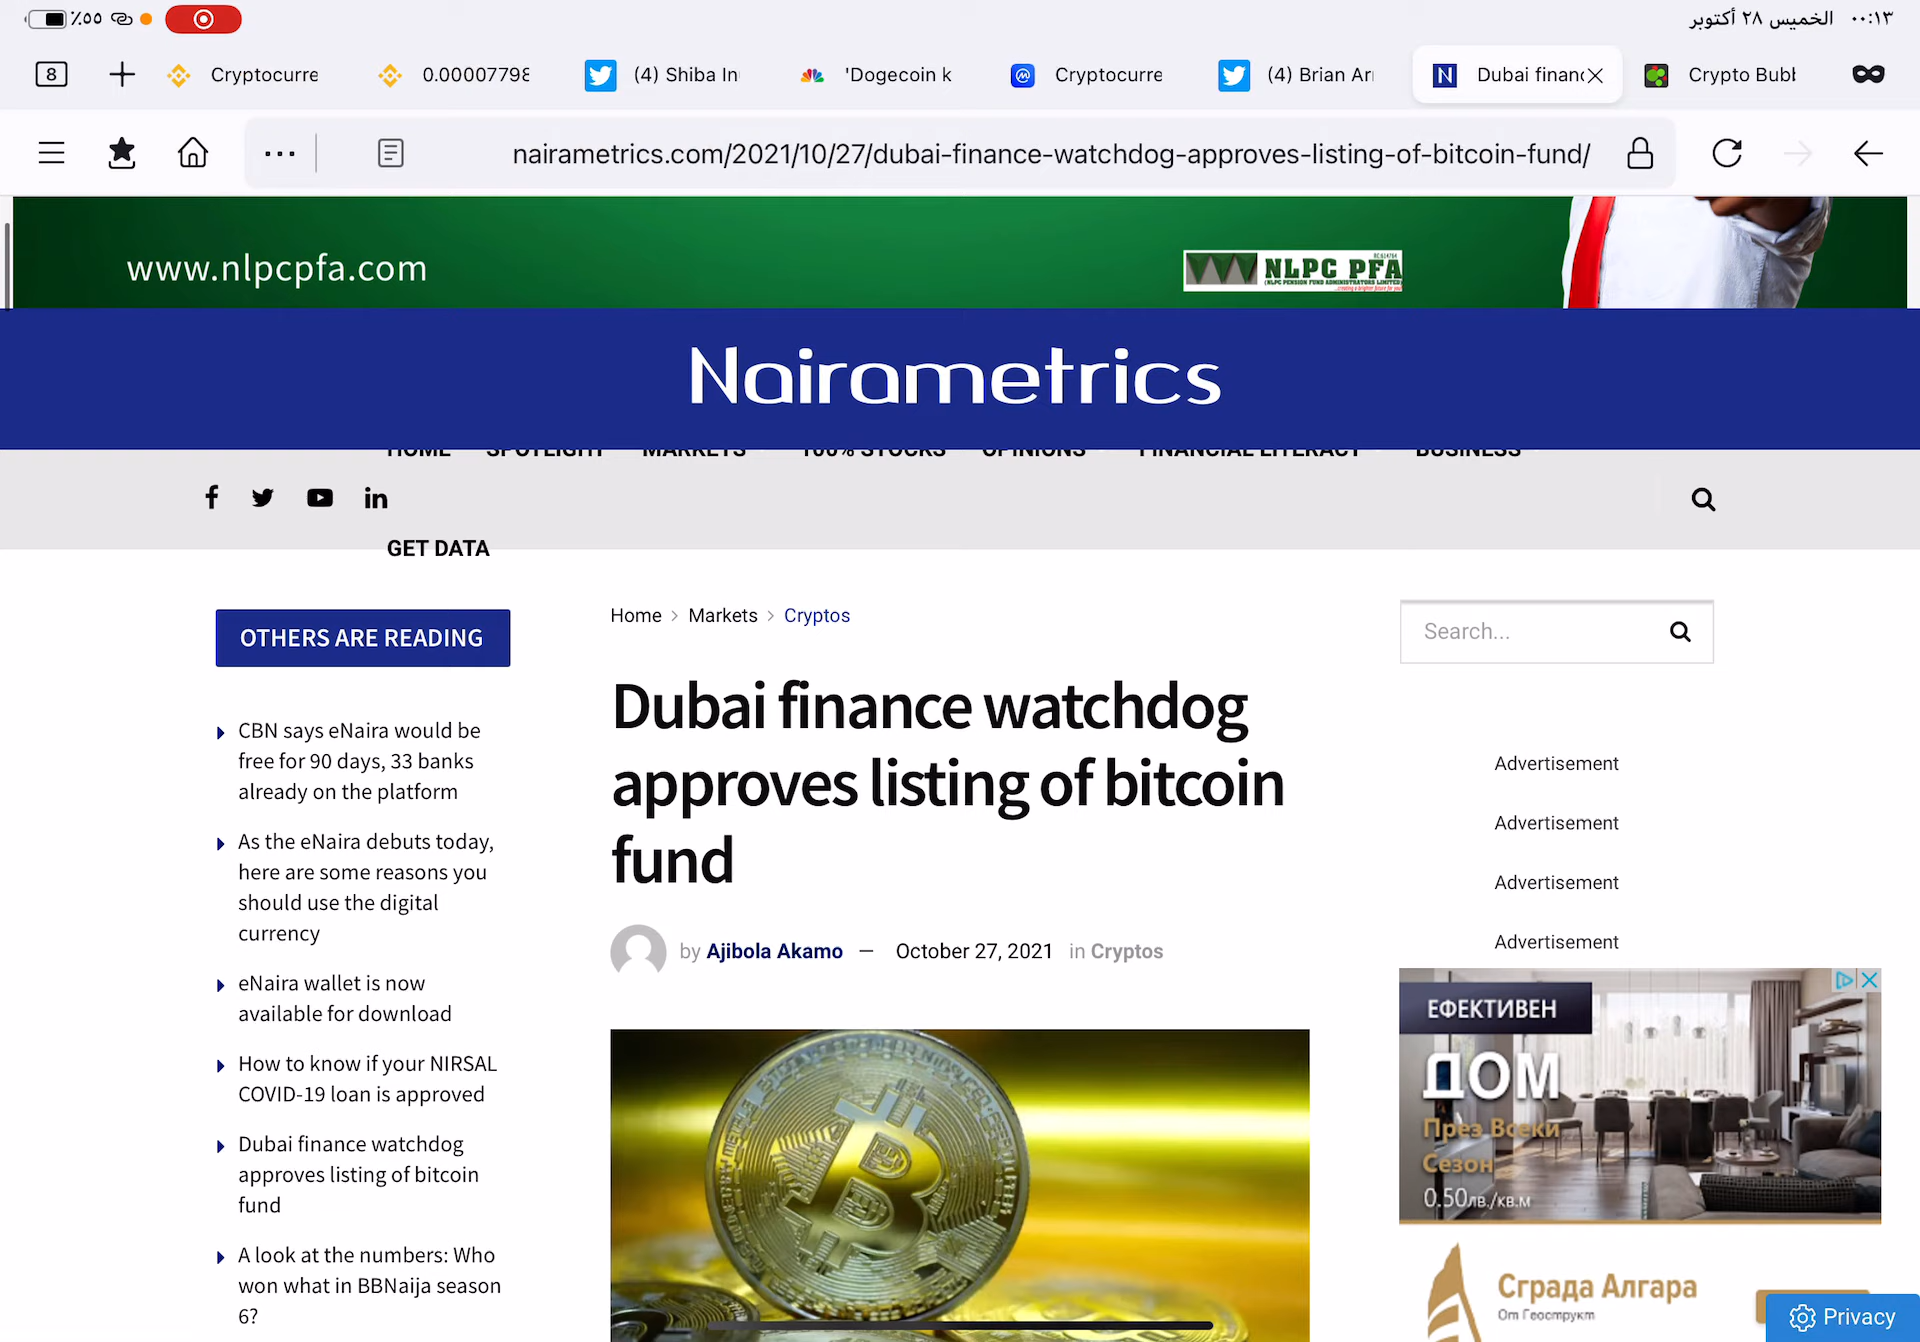 ٪٥٥
الخميس ٢٨ أكتوبر ٠٠:١٣
8
Cryptocurre
0.00007798
(4) Shiba In
'Dogecoin k
Cryptocurre
(4) Brian Ar
Dubai financ
Crypto Bubb
nairametrics.com/2021/10/27/dubai-finance-watchdog-approves-listing-of-bitcoin-fund/
www.nlpcpfa.com
NLPC PFA
(NLPC PENSION FUND ADMINISTRATORS LIMITED)
Nairametrics
HOME SPOTLIGHT MARKETS 100% STOCKS OPINIONS FINANCIAL LITERACY BUSINESS
GET DATA
OTHERS ARE READING
CBN says eNaira would be
free for 90 days, 33 banks
already on the platform
As the eNaira debuts today,
here are some reasons you
should use the digital
currency
eNaira wallet is now
available for download
How to know if your NIRSAL
COVID-19 loan is approved
Dubai finance watchdog
approves listing of bitcoin
fund
A look at the numbers: Who
won what in BBNaija season
6?
Home > Markets > Cryptos
Dubai finance watchdog
approves listing of bitcoin
fund
by Ajibola Akamo — October 27, 2021 in Cryptos
Search...
Advertisement
Advertisement
Advertisement
Advertisement
ЕФЕКТИВЕН
ДОМ
През Всеки
Сезон
0.50лв./кв.м
Сграда Алгара
От Геострукт
Privacy